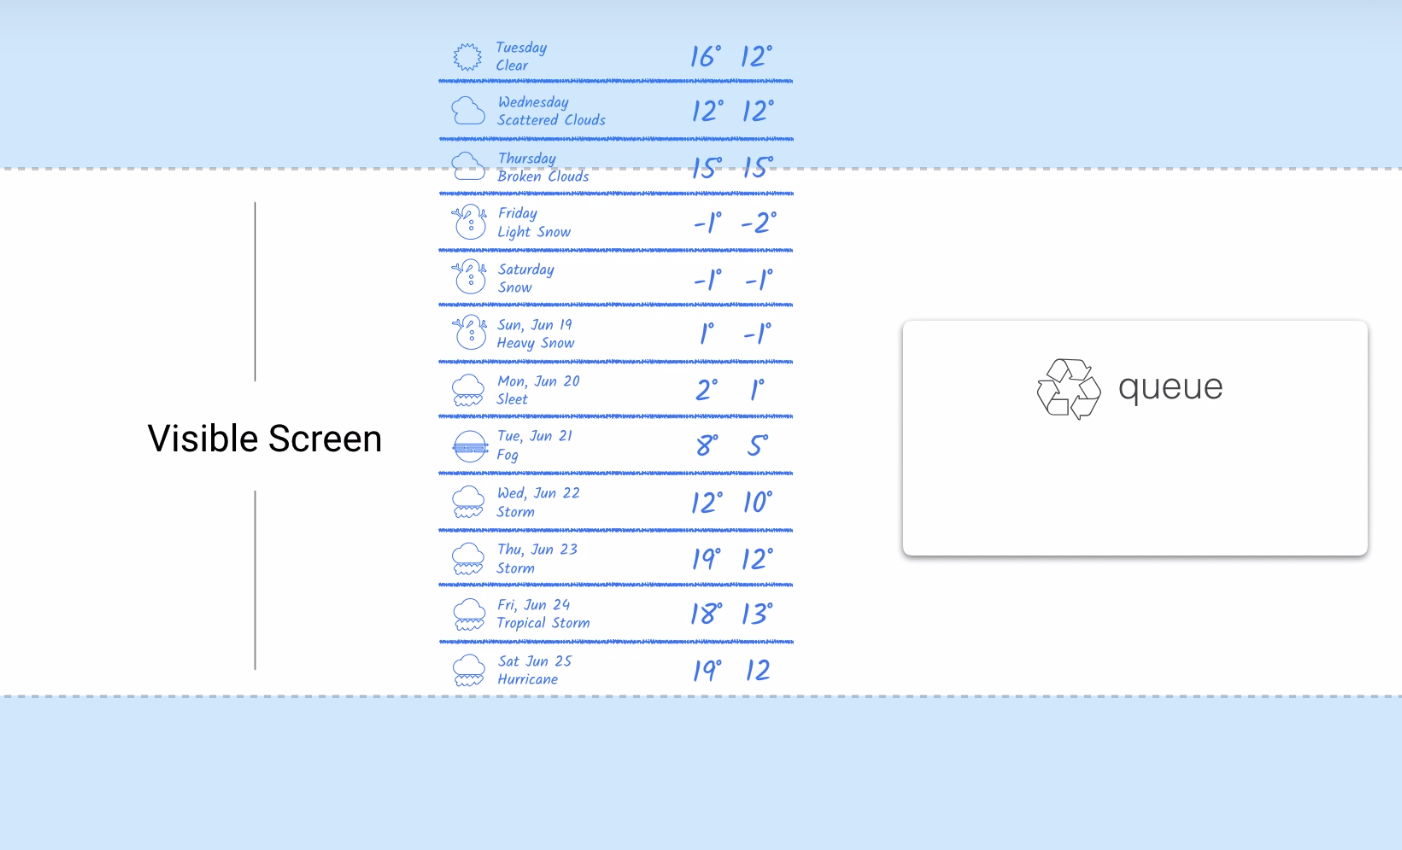 Tuesday
Clear
16° 12°
Wednesday
Scattered Clouds
12° 12°
Thursday
Broken Clouds
15° 15°
Friday
Light Snow
-1° -2°
Saturday
Snow
-1° -1°
Sun, Jun 19
Heavy Snow
1° -1°
Mon, Jun 20
Sleet
2° 1°
Tue, Jun 21
Fog
8° 5°
Wed, Jun 22
Storm
12° 10°
Thu, Jun 23
Storm
19° 12°
Fri, Jun 24
Tropical Storm
18° 13°
Sat Jun 25
Hurricane
19° 12
Visible Screen
queue